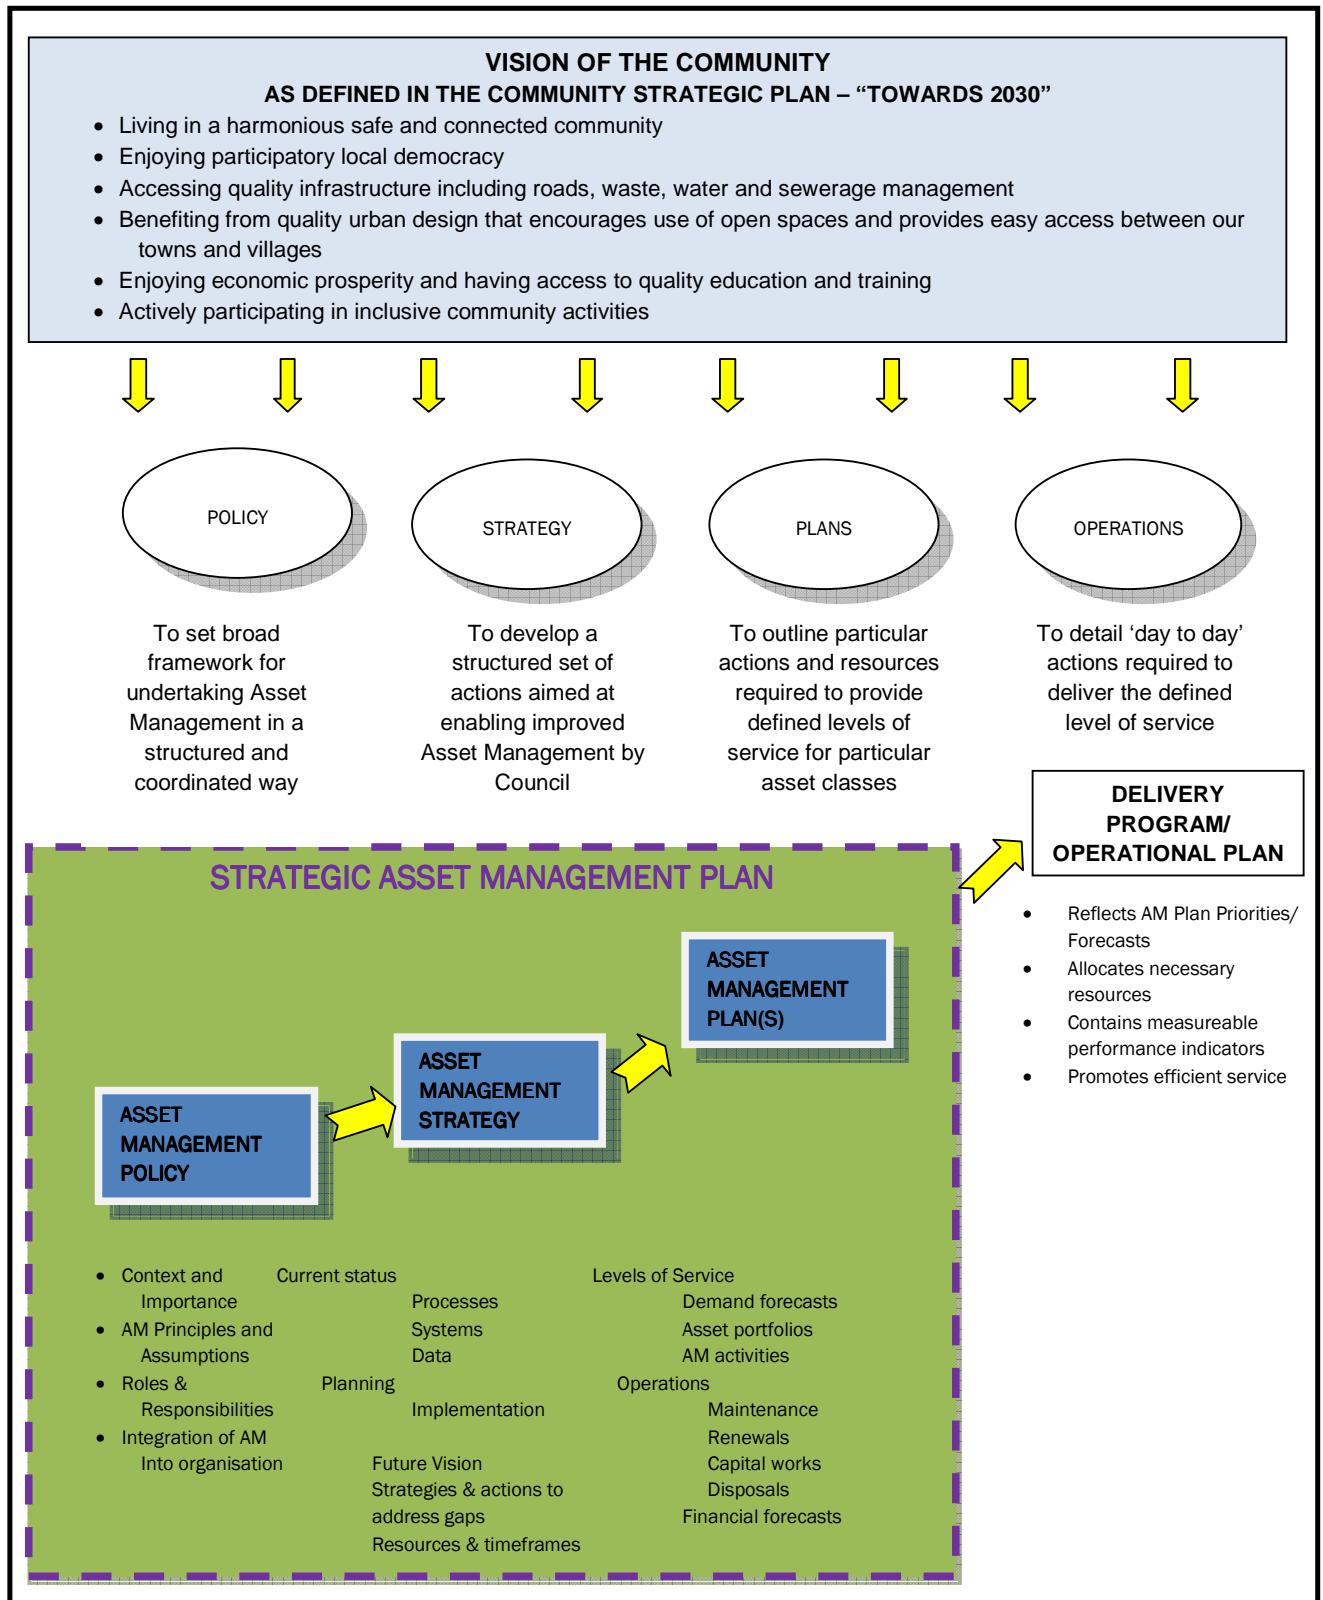 VISION OF THE COMMUNITY
AS DEFINED IN THE COMMUNITY STRATEGIC PLAN – “TOWARDS 2030”
• Living in a harmonious safe and connected community
• Enjoying participatory local democracy
• Accessing quality infrastructure including roads, waste, water and sewerage management
• Benefiting from quality urban design that encourages use of open spaces and provides easy access between our
towns and villages
• Enjoying economic prosperity and having access to quality education and training
• Actively participating in inclusive community activities
POLICY
STRATEGY
PLANS
OPERATIONS
To set broad
framework for
undertaking Asset
Management in a
structured and
coordinated way
To develop a
structured set of
actions aimed at
enabling improved
Asset Management by
Council
To outline particular
actions and resources
required to provide
defined levels of
service for particular
asset classes
To detail ‘day to day’
actions required to
deliver the defined
level of service
DELIVERY
PROGRAM/
OPERATIONAL PLAN
• Reflects AM Plan Priorities/
Forecasts
• Allocates necessary
resources
• Contains measureable
performance indicators
• Promotes efficient service
STRATEGIC ASSET MANAGEMENT PLAN
ASSET
MANAGEMENT
POLICY
ASSET
MANAGEMENT
STRATEGY
ASSET
MANAGEMENT
PLAN(S)
• Context and
Importance
• AM Principles and
Assumptions
• Roles &
Responsibilities
• Integration of AM
Into organisation
Current status
Processes
Systems
Data
Planning
Implementation
Future Vision
Strategies & actions to
address gaps
Resources & timeframes
Levels of Service
Demand forecasts
Asset portfolios
AM activities
Operations
Maintenance
Renewals
Capital works
Disposals
Financial forecasts